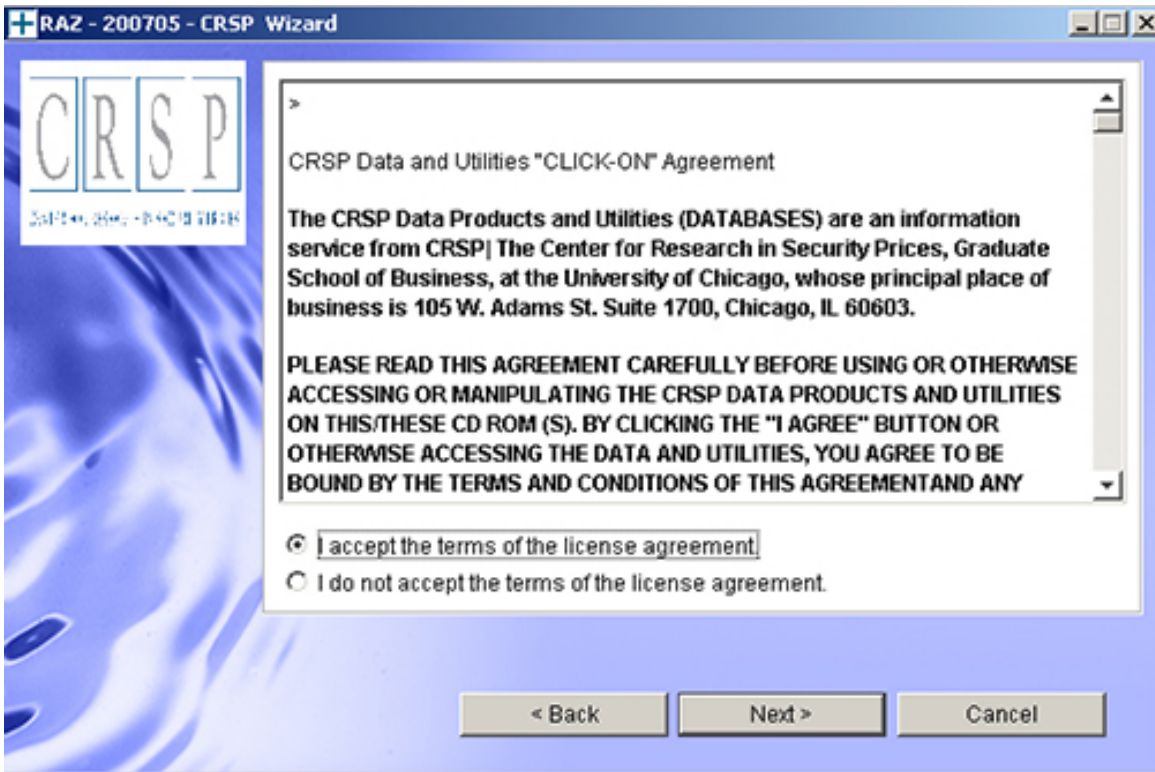 RAZ - 200705 - CRSP Wizard
CRSP
>
CRSP Data and Utilities "CLICK-ON" Agreement
The CRSP Data Products and Utilities (DATABASES) are an information
service from CRSP| The Center for Research in Security Prices, Graduate
School of Business, at the University of Chicago, whose principal place of
business is 105 W. Adams St. Suite 1700, Chicago, IL 60603.
PLEASE READ THIS AGREEMENT CAREFULLY BEFORE USING OR OTHERWISE
ACCESSING OR MANIPULATING THE CRSP DATA PRODUCTS AND UTILITIES
ON THIS/THESE CD ROM (S). BY CLICKING THE "I AGREE" BUTTON OR
OTHERWISE ACCESSING THE DATA AND UTILITIES, YOU AGREE TO BE
BOUND BY THE TERMS AND CONDITIONS OF THIS AGREEMENTAND ANY
I accept the terms of the license agreement.
I do not accept the terms of the license agreement.
< Back
Next >
Cancel